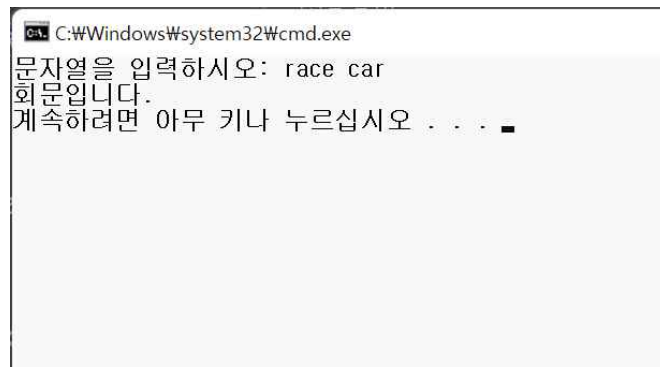 C:₩Windows₩system32₩cmd.exe
문자열을 입력하시오: race car
회문입니다.
계속하려면 아무 키나 누르십시오 . . .